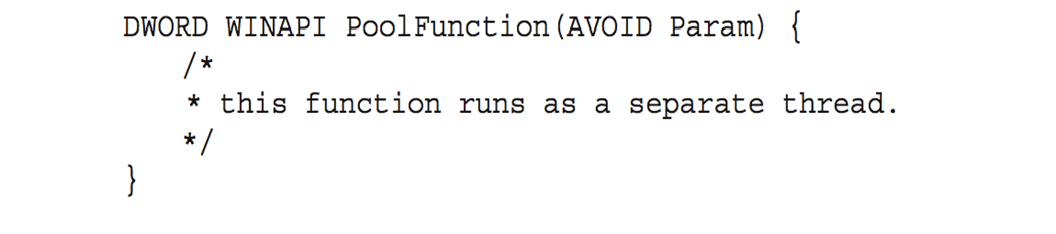 DWORD WINAPI PoolFunction(AVOID Param) {
/*
* this function runs as a separate thread.
*/
}